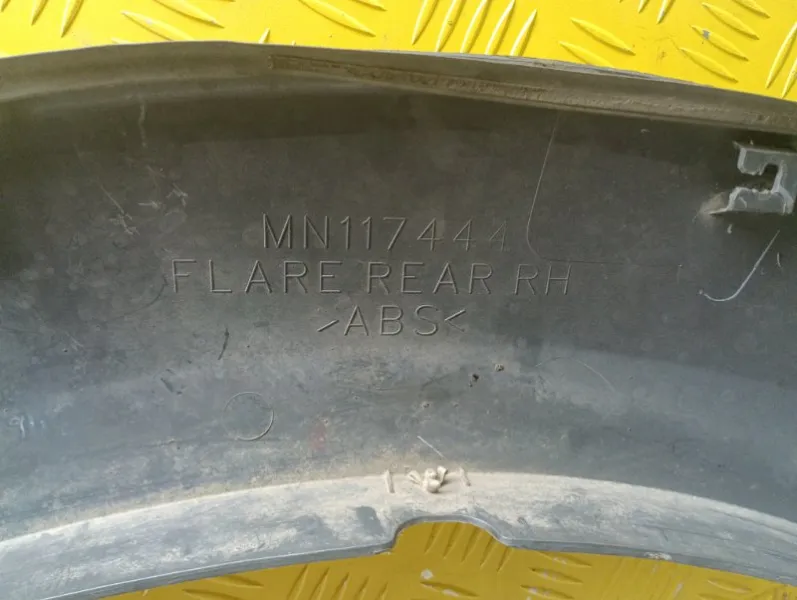 MN117444
FLARE REAR RH
>ABS<